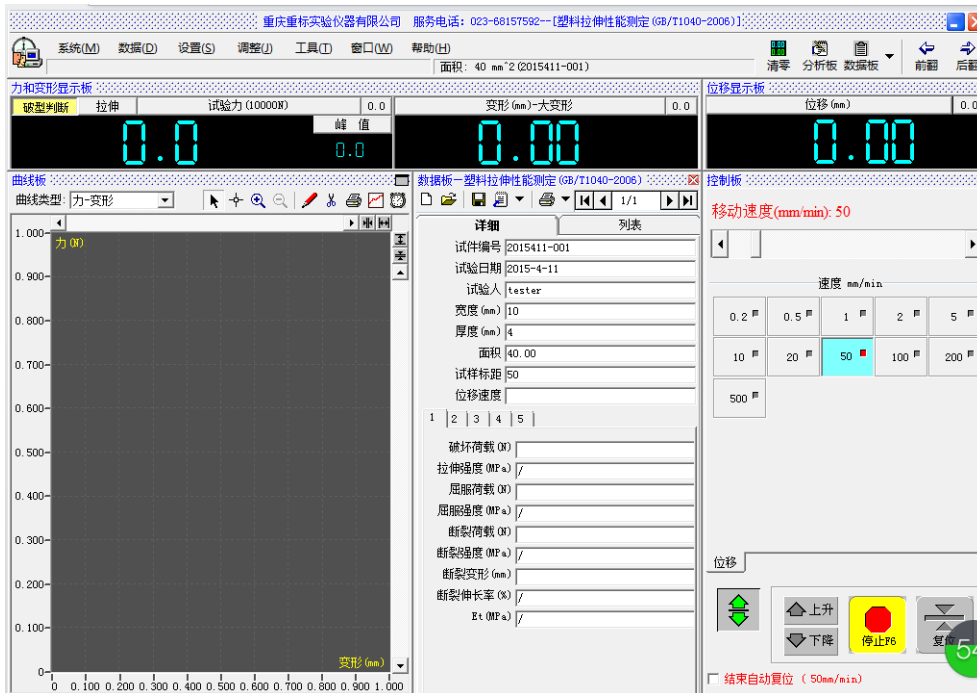 重庆重标实验仪器有限公司 服务电话：023-68157592--[塑料拉伸性能测定(GB/T1040-2006)]
系统(M) 数据(D) 设置(S) 调整(J) 工具(T) 窗口(W) 帮助(H)
清零 分析板 数据板 前翻 后翻
面积: 40 mm^2(2015411-001)
力和变形显示板
破型判断 拉伸 试验力(10000N) 0.0
峰 值
0.0
0.0
变形(mm)-大变形 0.0
0.00
位移显示板
位移(mm) 0.0
0.00
曲线板
曲线类型: 力-变形
力(N)
1.000
0.900
0.800
0.700
0.600
0.500
0.400
0.300
0.200
0.100
0
变形(mm)
0 0.100 0.200 0.300 0.400 0.500 0.600 0.700 0.800 0.900 1.000
数据板—塑料拉伸性能测定(GB/T1040-2006)
1/1
详细 列表
试件编号 2015411-001
试验日期 2015-4-11
试验人 tester
宽度(mm) 10
厚度(mm) 4
面积 40.00
试样标距 50
位移速度
1 2 3 4 5
破坏荷载(N)
拉伸强度(MPa) /
屈服荷载(N)
屈服强度(MPa) /
断裂荷载(N)
断裂强度(MPa) /
断裂变形(mm)
断裂伸长率(%) /
Et(MPa) /
控制板
移动速度(mm/min): 50
速度 mm/min
0.2 0.5 1 2 5
10 20 50 100 200
500
位移
上升
下降
停止F6
复位
54
结束自动复位 ( 50mm/min)